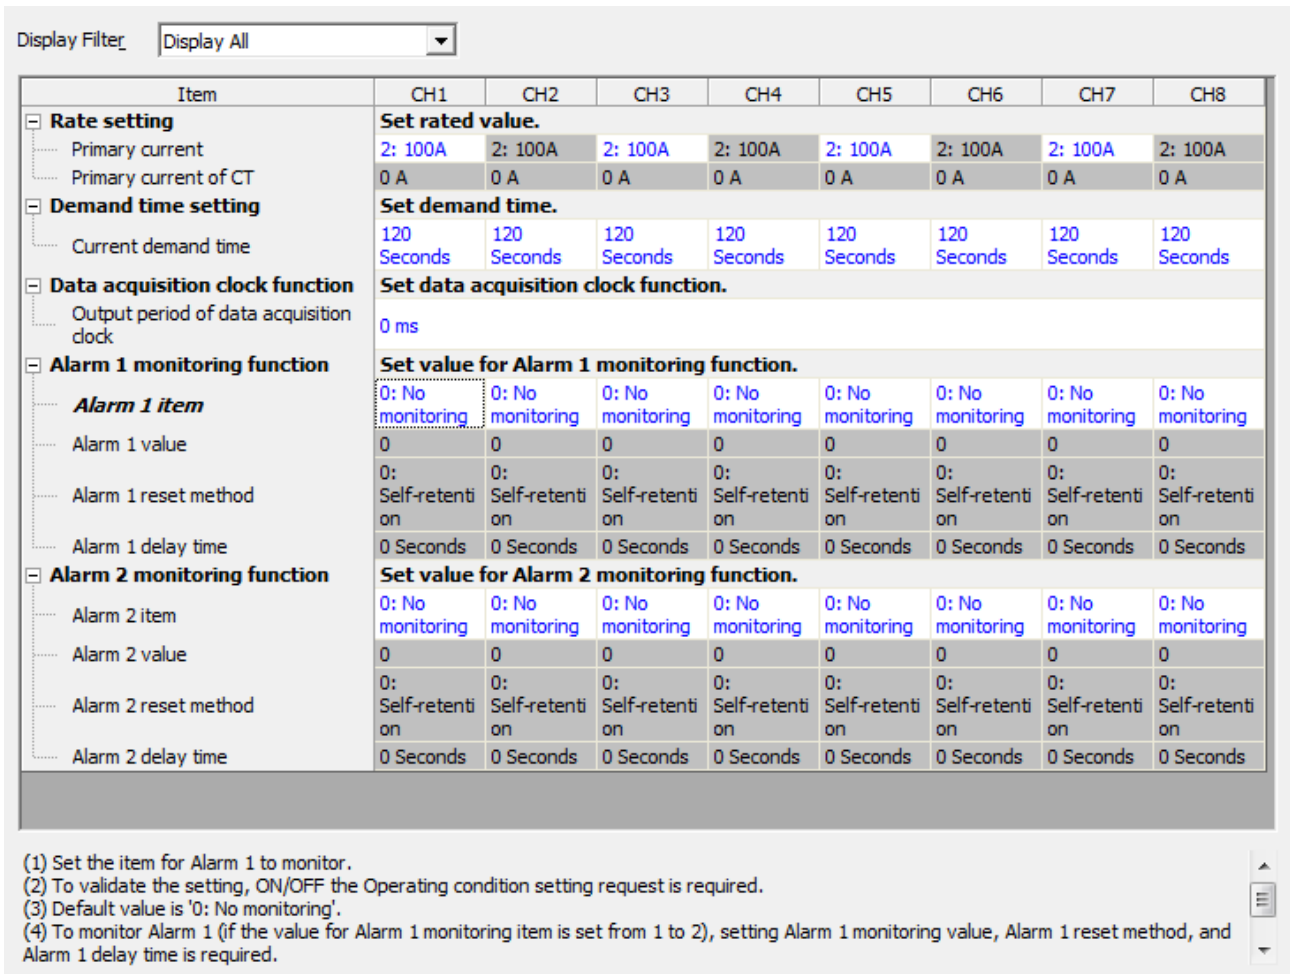 Display Filter Display All
Item CH1 CH2 CH3 CH4 CH5 CH6 CH7 CH8
Rate setting Set rated value.
Primary current 2: 100A 2: 100A 2: 100A 2: 100A 2: 100A 2: 100A 2: 100A 2: 100A
Primary current of CT 0 A 0 A 0 A 0 A 0 A 0 A 0 A 0 A
Demand time setting Set demand time.
Current demand time 120 Seconds 120 Seconds 120 Seconds 120 Seconds 120 Seconds 120 Seconds 120 Seconds 120 Seconds
Data acquisition clock function Set data acquisition clock function.
Output period of data acquisition clock 0 ms
Alarm 1 monitoring function Set value for Alarm 1 monitoring function.
Alarm 1 item 0: No monitoring 0: No monitoring 0: No monitoring 0: No monitoring 0: No monitoring 0: No monitoring 0: No monitoring 0: No monitoring
Alarm 1 value 0 0 0 0 0 0 0 0
Alarm 1 reset method 0: Self-retention 0: Self-retention 0: Self-retention 0: Self-retention 0: Self-retention 0: Self-retention 0: Self-retention 0: Self-retention
Alarm 1 delay time 0 Seconds 0 Seconds 0 Seconds 0 Seconds 0 Seconds 0 Seconds 0 Seconds 0 Seconds
Alarm 2 monitoring function Set value for Alarm 2 monitoring function.
Alarm 2 item 0: No monitoring 0: No monitoring 0: No monitoring 0: No monitoring 0: No monitoring 0: No monitoring 0: No monitoring 0: No monitoring
Alarm 2 value 0 0 0 0 0 0 0 0
Alarm 2 reset method 0: Self-retention 0: Self-retention 0: Self-retention 0: Self-retention 0: Self-retention 0: Self-retention 0: Self-retention 0: Self-retention
Alarm 2 delay time 0 Seconds 0 Seconds 0 Seconds 0 Seconds 0 Seconds 0 Seconds 0 Seconds 0 Seconds
(1) Set the item for Alarm 1 to monitor.
(2) To validate the setting, ON/OFF the Operating condition setting request is required.
(3) Default value is '0: No monitoring'.
(4) To monitor Alarm 1 (if the value for Alarm 1 monitoring item is set from 1 to 2), setting Alarm 1 monitoring value, Alarm 1 reset method, and
Alarm 1 delay time is required.